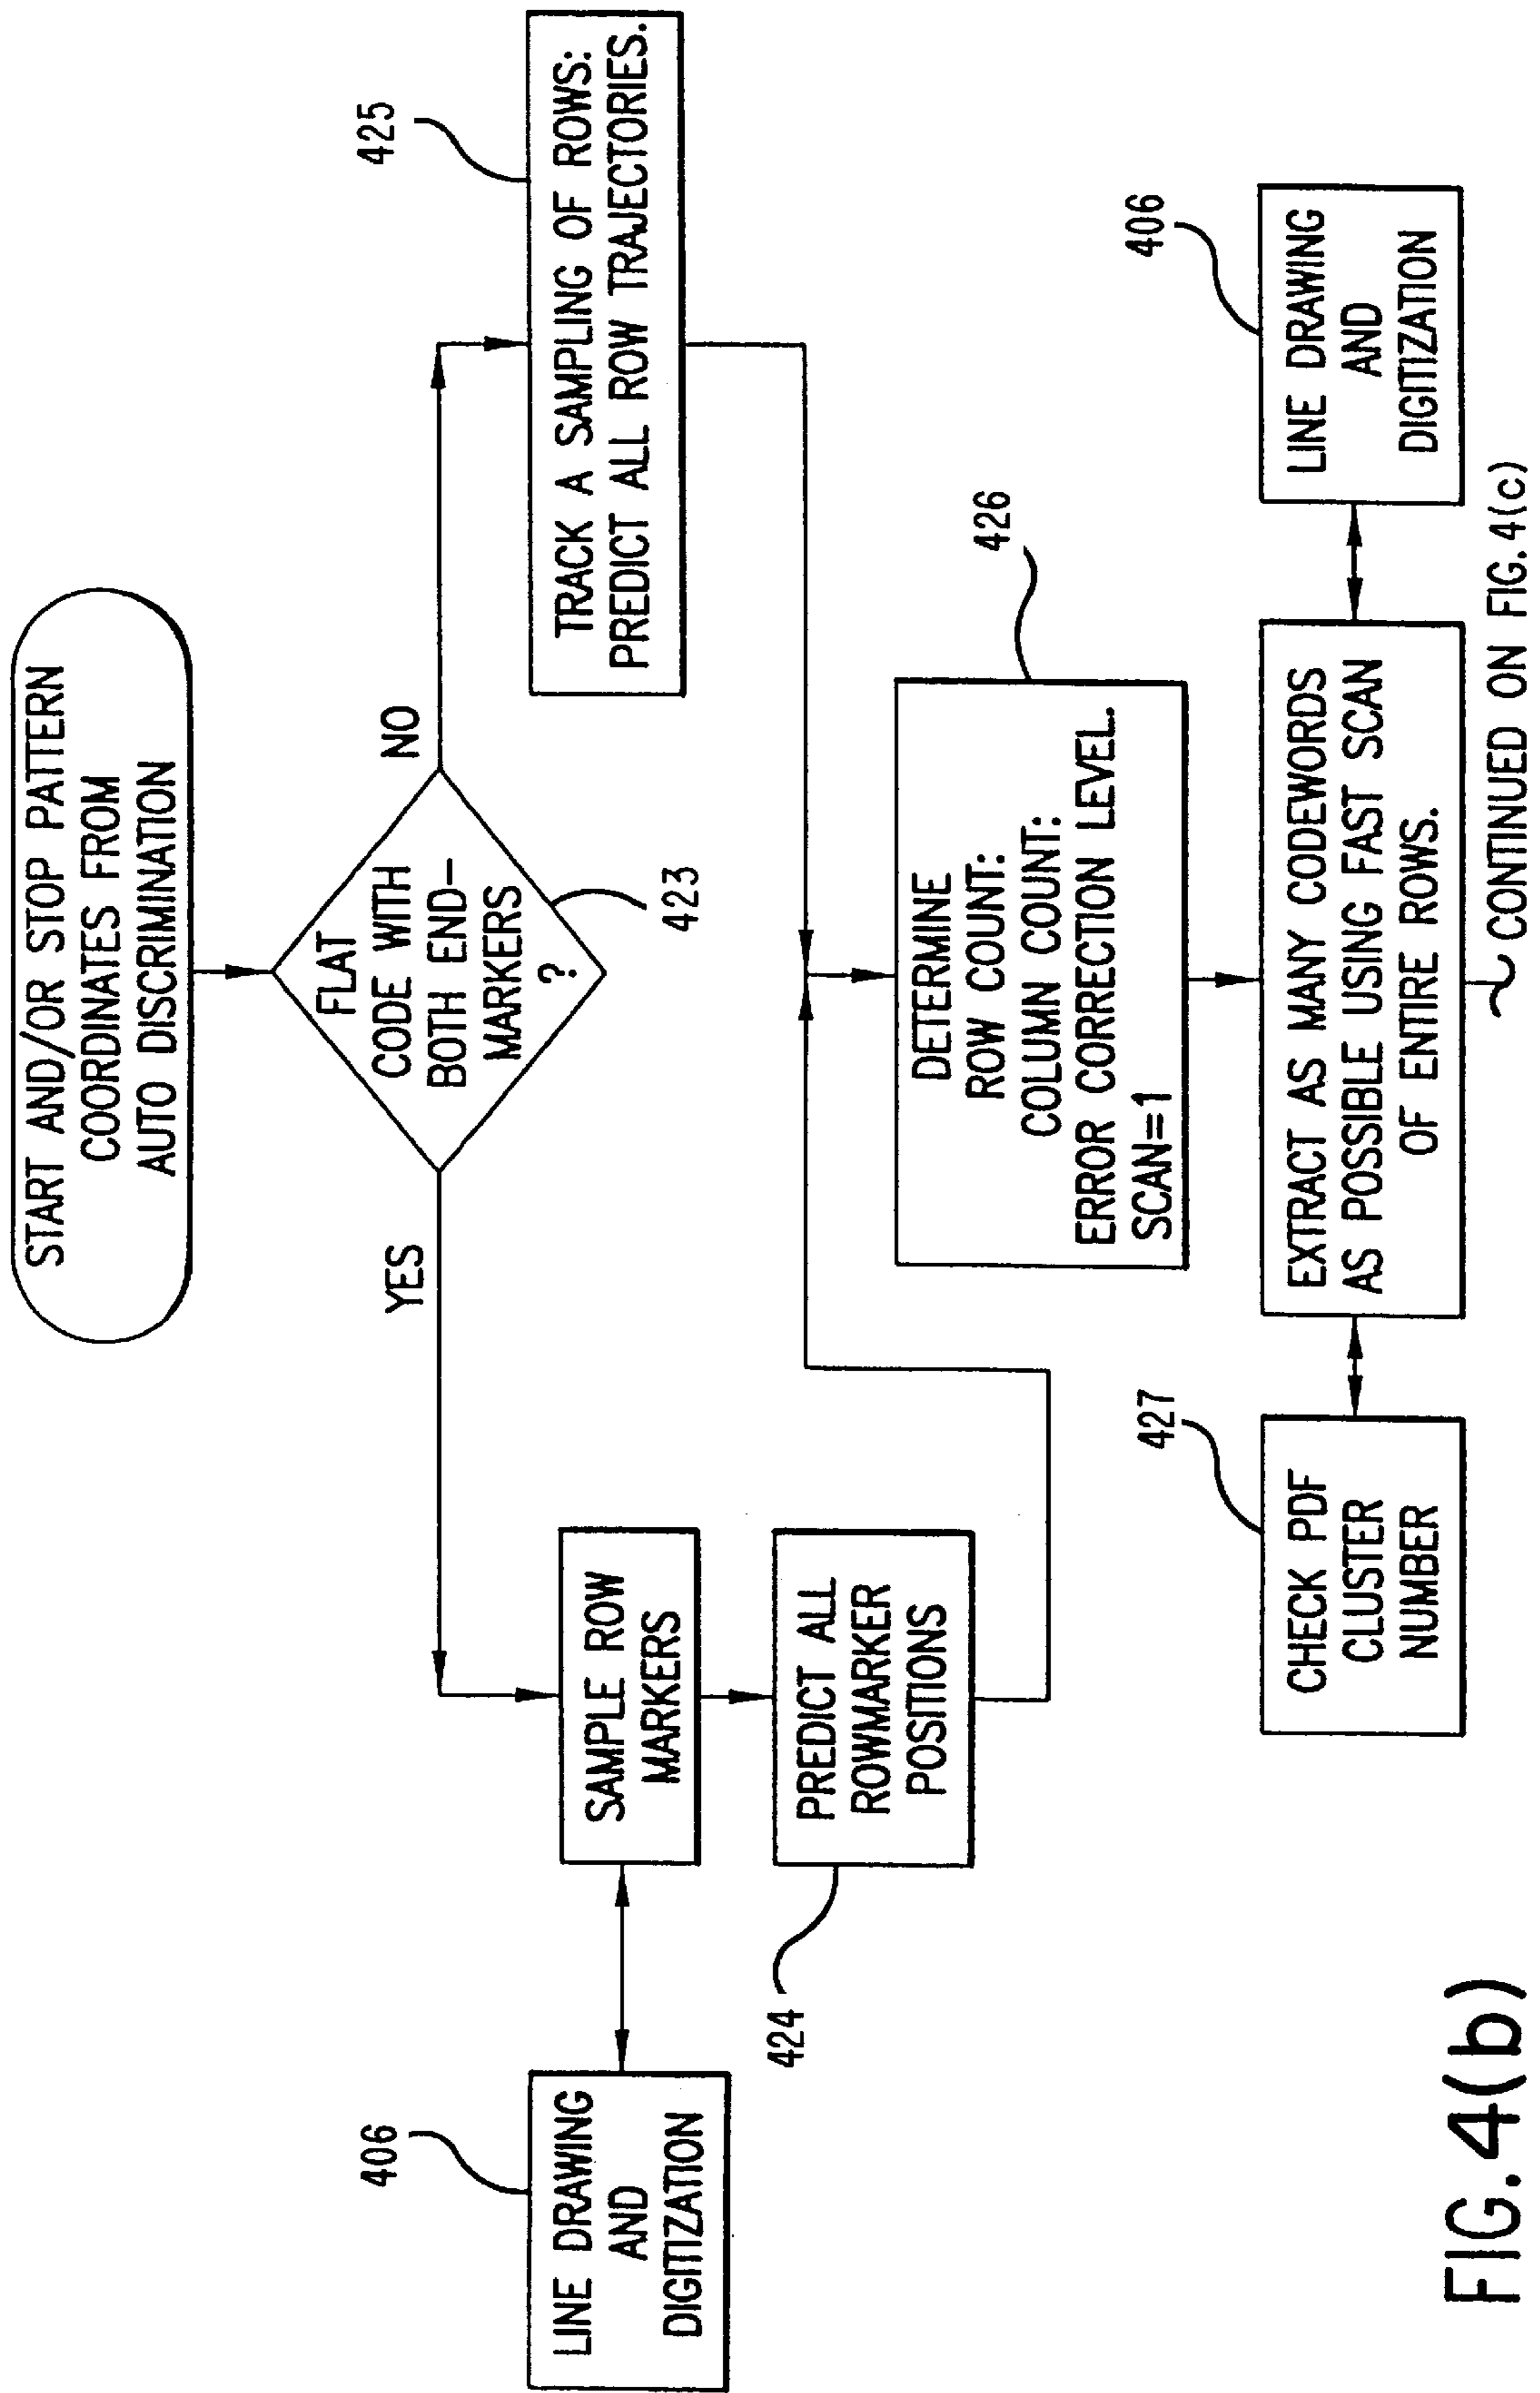 START AND/OR STOP PATTERN
COORDINATES FROM
AUTO DISCRIMINATION
FLAT
CODE WITH
BOTH END-
MARKERS
?
423
YES
NO
425
TRACK A SAMPLING OF ROWS:
PREDICT ALL ROW TRAJECTORIES.
406
LINE DRAWING
AND
DIGITIZATION
SAMPLE ROW
MARKERS
424
PREDICT ALL
ROWMARKER
POSITIONS
426
DETERMINE
ROW COUNT:
COLUMN COUNT:
ERROR CORRECTION LEVEL.
SCAN=1
427
CHECK PDF
CLUSTER
NUMBER
EXTRACT AS MANY CODEWORDS
AS POSSIBLE USING FAST SCAN
OF ENTIRE ROWS.
406
LINE DRAWING
AND
DIGITIZATION
CONTINUED ON FIG.4(c)
FIG.4(b)